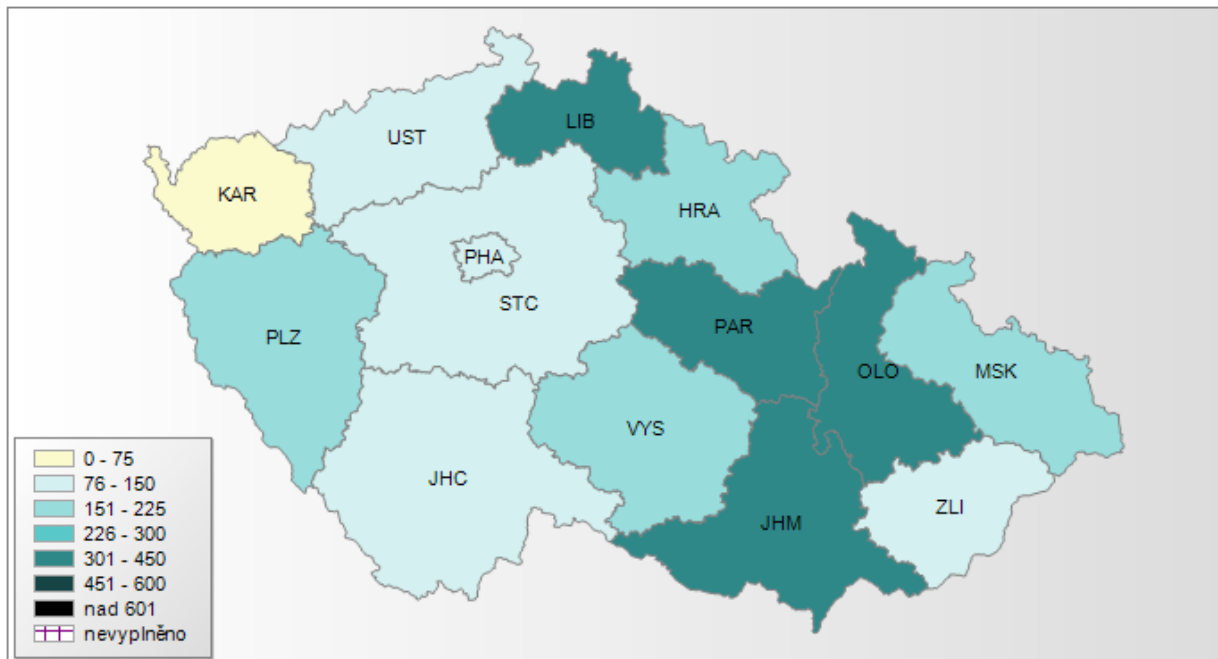 UST
LIB
KAR
HRA
PHA
STC
PAR
PLZ
OLO
MSK
VYS
JHC
JHM
ZLI
0 - 75
76 - 150
151 - 225
226 - 300
301 - 450
451 - 600
nad 601
nevyplněno